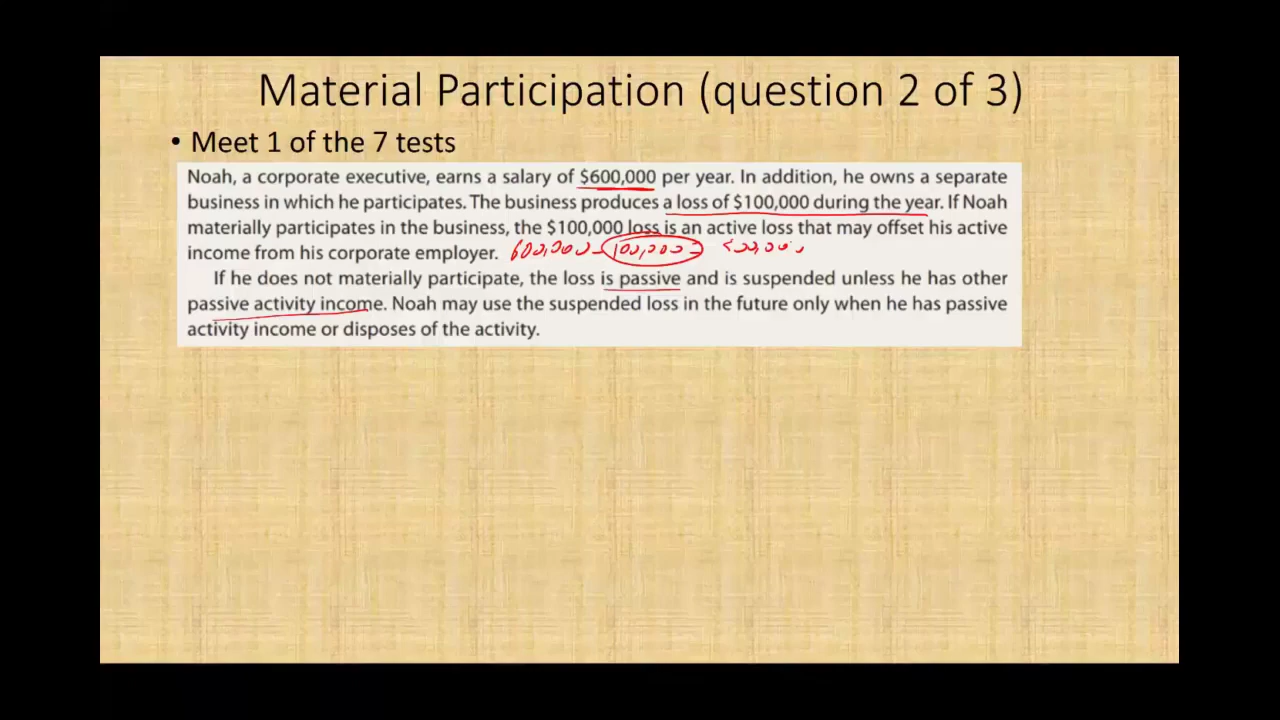 Material Participation (question 2 of 3)
• Meet 1 of the 7 tests
Noah, a corporate executive, earns a salary of $600,000 per year. In addition, he owns a separate
business in which he participates. The business produces a loss of $100,000 during the year. If Noah
materially participates in the business, the $100,000 loss is an active loss that may offset his active
income from his corporate employer. 600,000 - 100,000 =
If he does not materially participate, the loss is passive and is suspended unless he has other
passive activity income. Noah may use the suspended loss in the future only when he has passive
activity income or disposes of the activity.